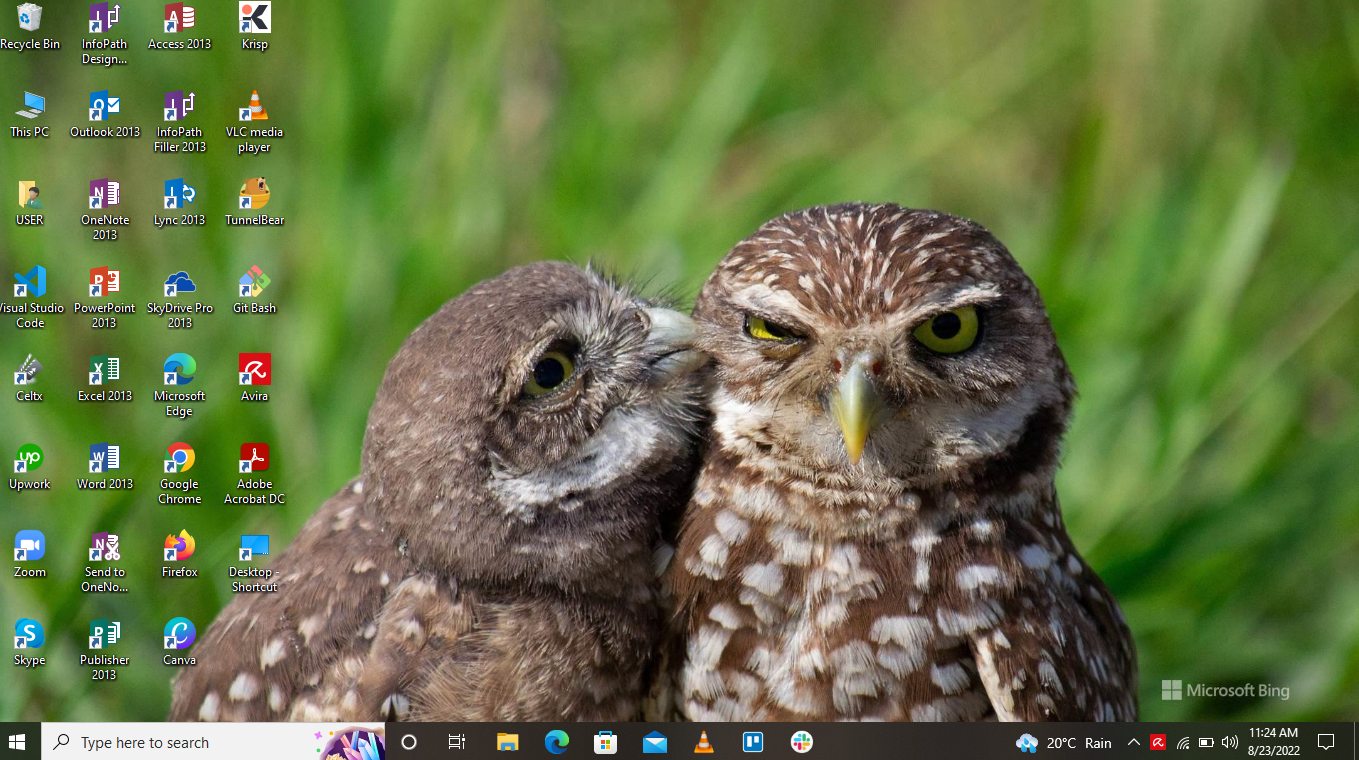 Recycle Bin
InfoPath
Design...
Access 2013
Krisp
This PC
Outlook 2013
InfoPath
Filler 2013
VLC media
player
USER
OneNote
2013
Lync 2013
TunnelBear
Visual Studio
Code
PowerPoint
2013
SkyDrive Pro
2013
Git Bash
Celtx
Excel 2013
Microsoft
Edge
Avira
up
Upwork
Word 2013
Google
Chrome
Adobe
Acrobat DC
Zoom
Send to
OneNo...
Firefox
Desktop -
Shortcut
Skype
Publisher
2013
Canva
Microsoft Bing
Type here to search
20°C Rain
11:24 AM
8/23/2022